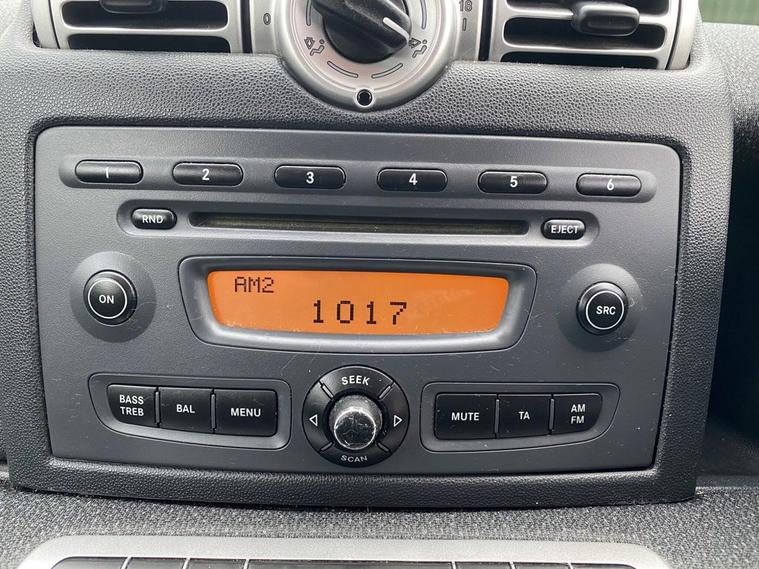 0 18
1 2 3 4 5 6
RND EJECT
AM2
1017
ON SRC
SEEK
BASS
TREB
BAL
MENU
MUTE
TA
AM
FM
SCAN